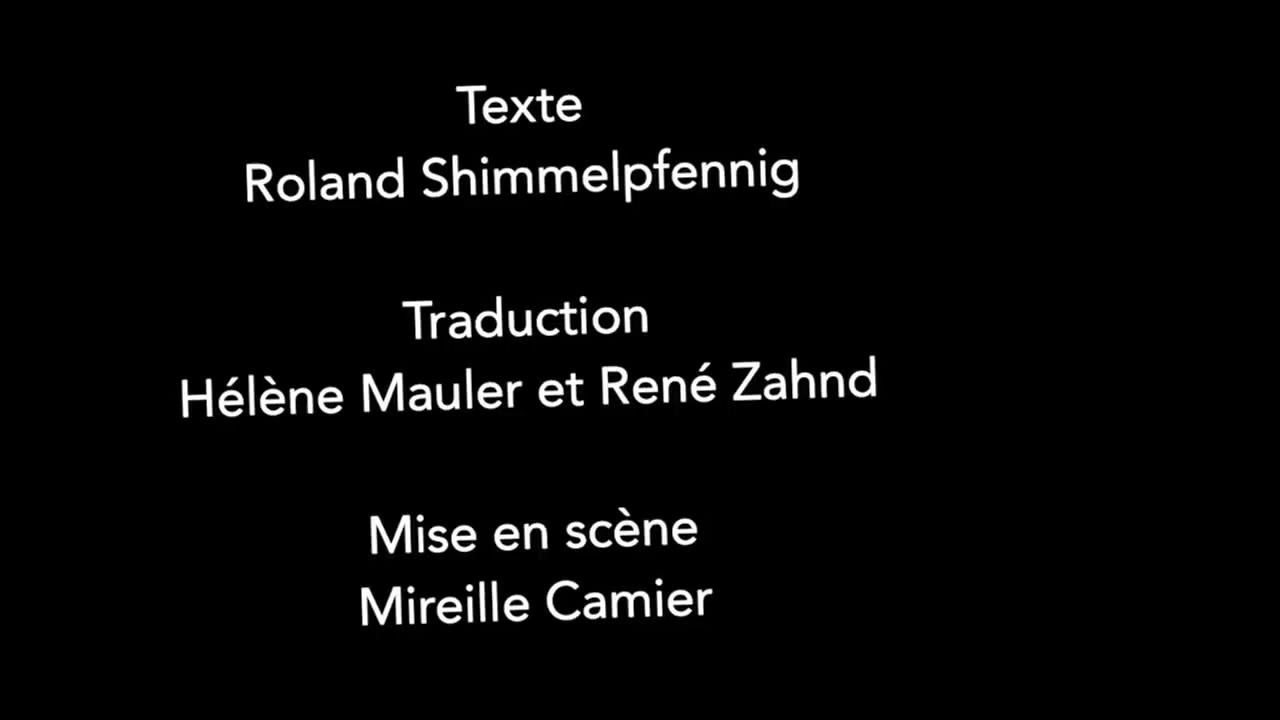 Texte
Roland Shimmelpfennig
Traduction
Hélène Mauler et René Zahnd
Mise en scène
Mireille Camier